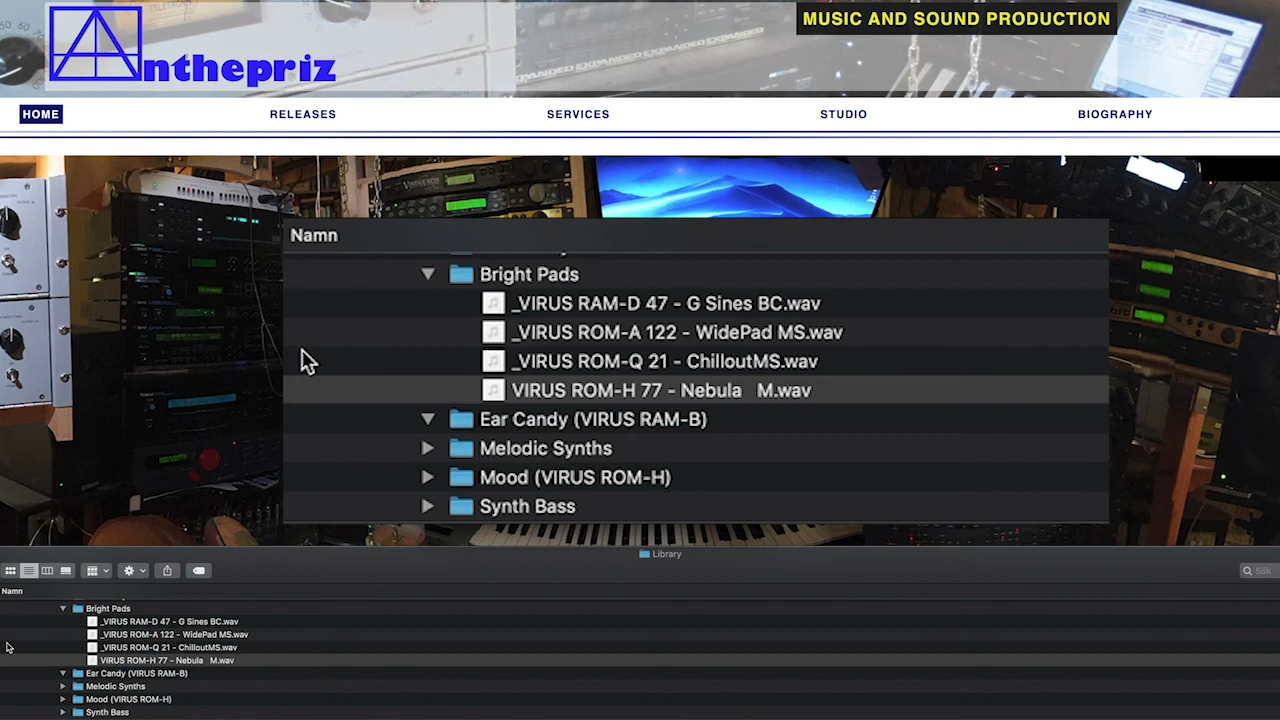 MUSIC AND SOUND PRODUCTION
Anthepriz
HOME RELEASES SERVICES STUDIO BIOGRAPHY
Namn
Bright Pads
_VIRUS RAM-D 47 - G Sines BC.wav
_VIRUS ROM-A 122 - WidePad MS.wav
_VIRUS ROM-Q 21 - ChilloutMS.wav
VIRUS ROM-H 77 - Nebula   M.wav
Ear Candy (VIRUS RAM-B)
Melodic Synths
Mood (VIRUS ROM-H)
Synth Bass
Library
Sök
Namn
Bright Pads
_VIRUS RAM-D 47 - G Sines BC.wav
_VIRUS ROM-A 122 - WidePad MS.wav
_VIRUS ROM-Q 21 - ChilloutMS.wav
VIRUS ROM-H 77 - Nebula   M.wav
Ear Candy (VIRUS RAM-B)
Melodic Synths
Mood (VIRUS ROM-H)
Synth Bass